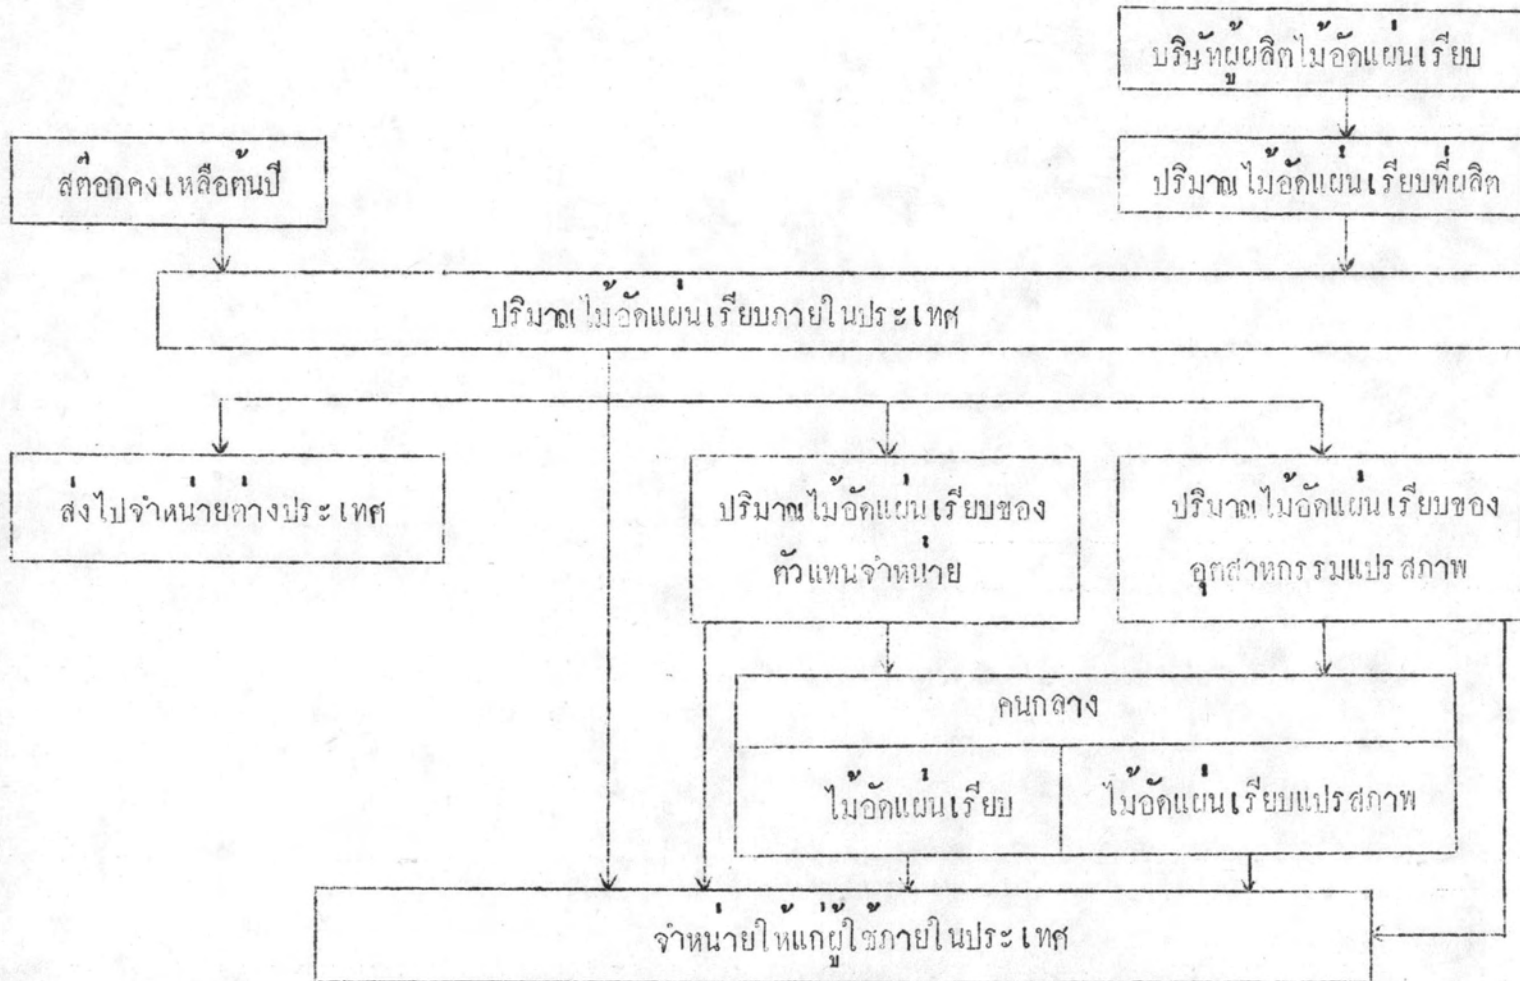 บริษัทผู้ผลิตไม้อัดแผ่นเรียบ
สต๊อกคงเหลือต้นปี
ปริมาณไม้อัดแผ่นเรียบที่ผลิต
ปริมาณไม้อัดแผ่นเรียบภายในประเทศ
ส่งไปจำหน่ายต่างประเทศ
ปริมาณไม้อัดแผ่นเรียบของ
ตัวแทนจำหน่าย
ปริมาณไม้อัดแผ่นเรียบของ
อุตสาหกรรมแปรสภาพ
คนกลาง
ไม้อัดแผ่นเรียบ
ไม้อัดแผ่นเรียบแปรสภาพ
จำหน่ายให้แก่ผู้ใช้ภายในประเทศ